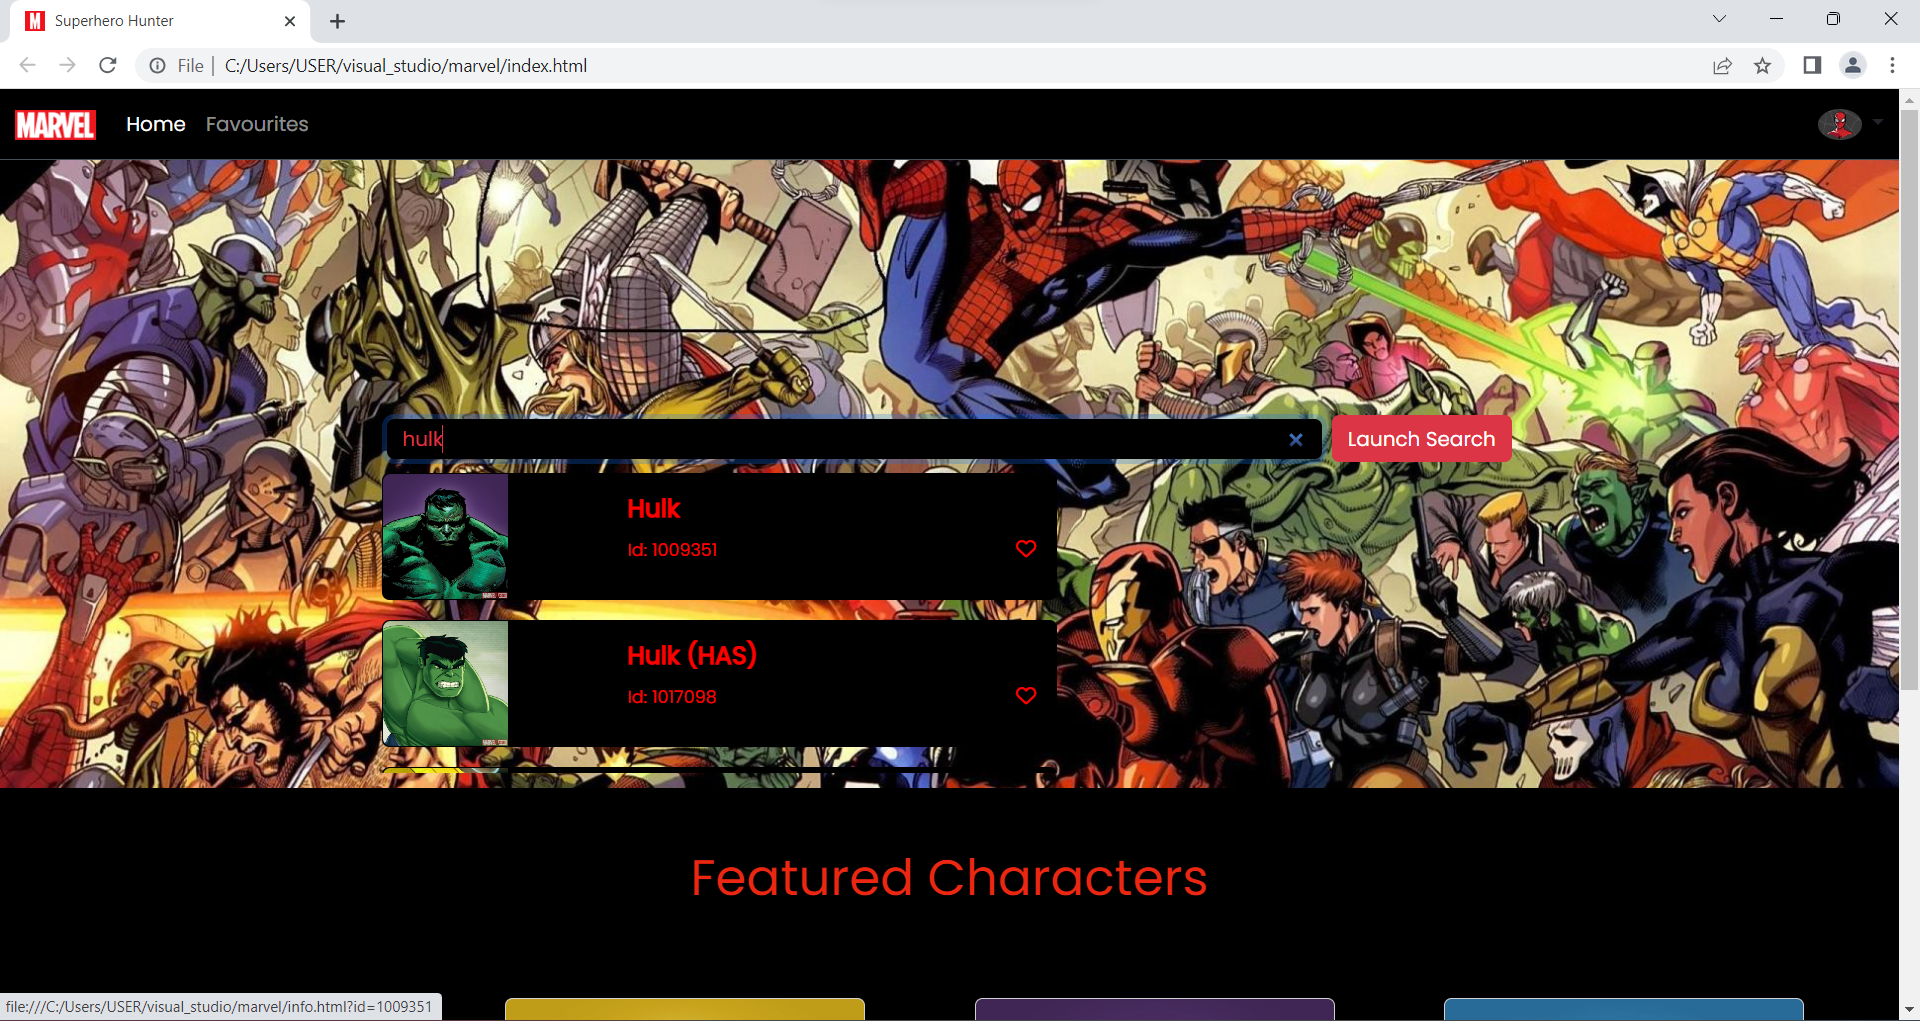 Superhero Hunter
File C:/Users/USER/visual_studio/marvel/index.html
MARVEL Home Favourites
hulk Launch Search
Hulk
Id: 1009351
Hulk (HAS)
Id: 1017098
Featured Characters
file:///C:/Users/USER/visual_studio/marvel/info.html?id=1009351